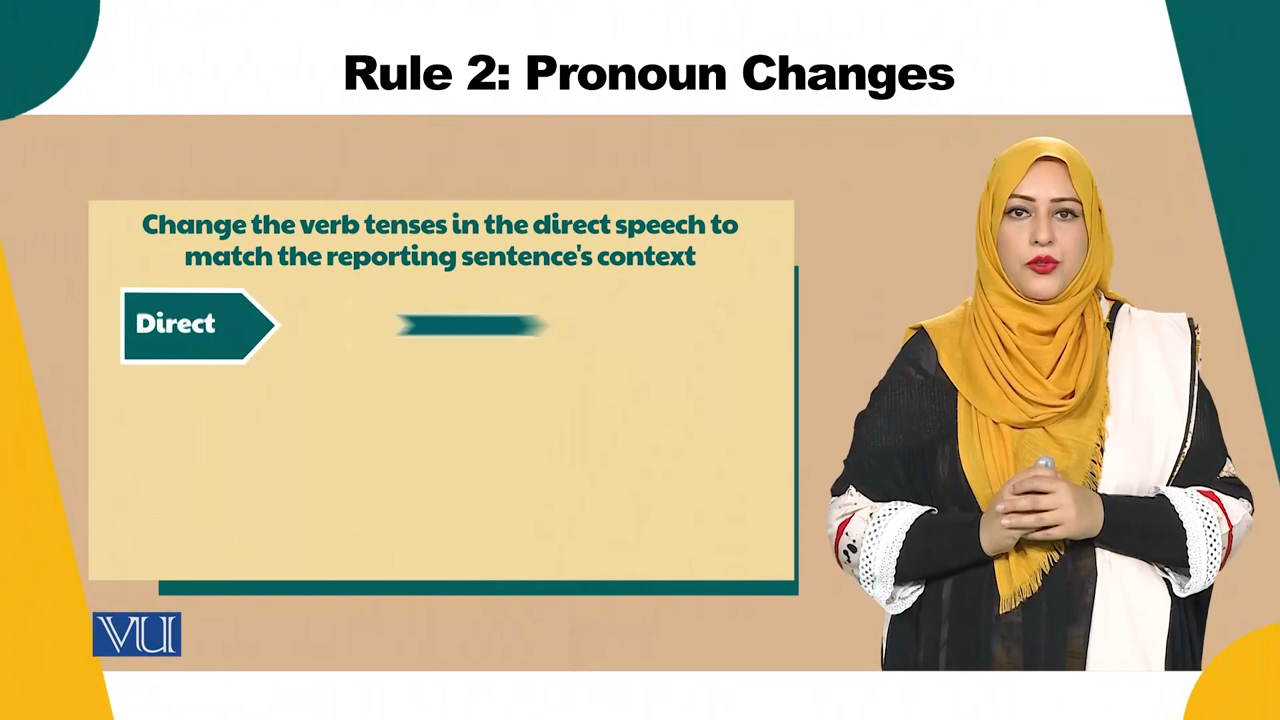 Rule 2: Pronoun Changes
Change the verb tenses in the direct speech to
match the reporting sentence's context
Direct
VU